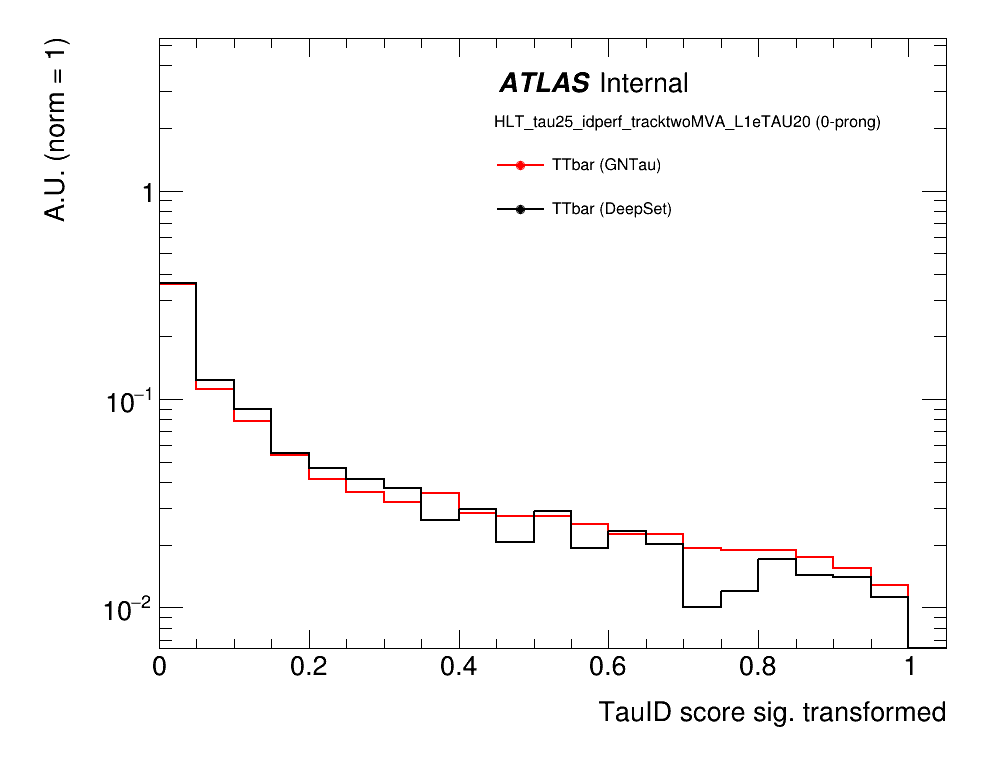 A.U. (norm = 1)
ATLAS Internal
HLT_tau25_idperf_tracktwoMVA_L1eTAU20 (0-prong)
TTbar (GNTau)
TTbar (DeepSet)
1
10⁻¹
10⁻²
0 0.2 0.4 0.6 0.8 1
TauID score sig. transformed